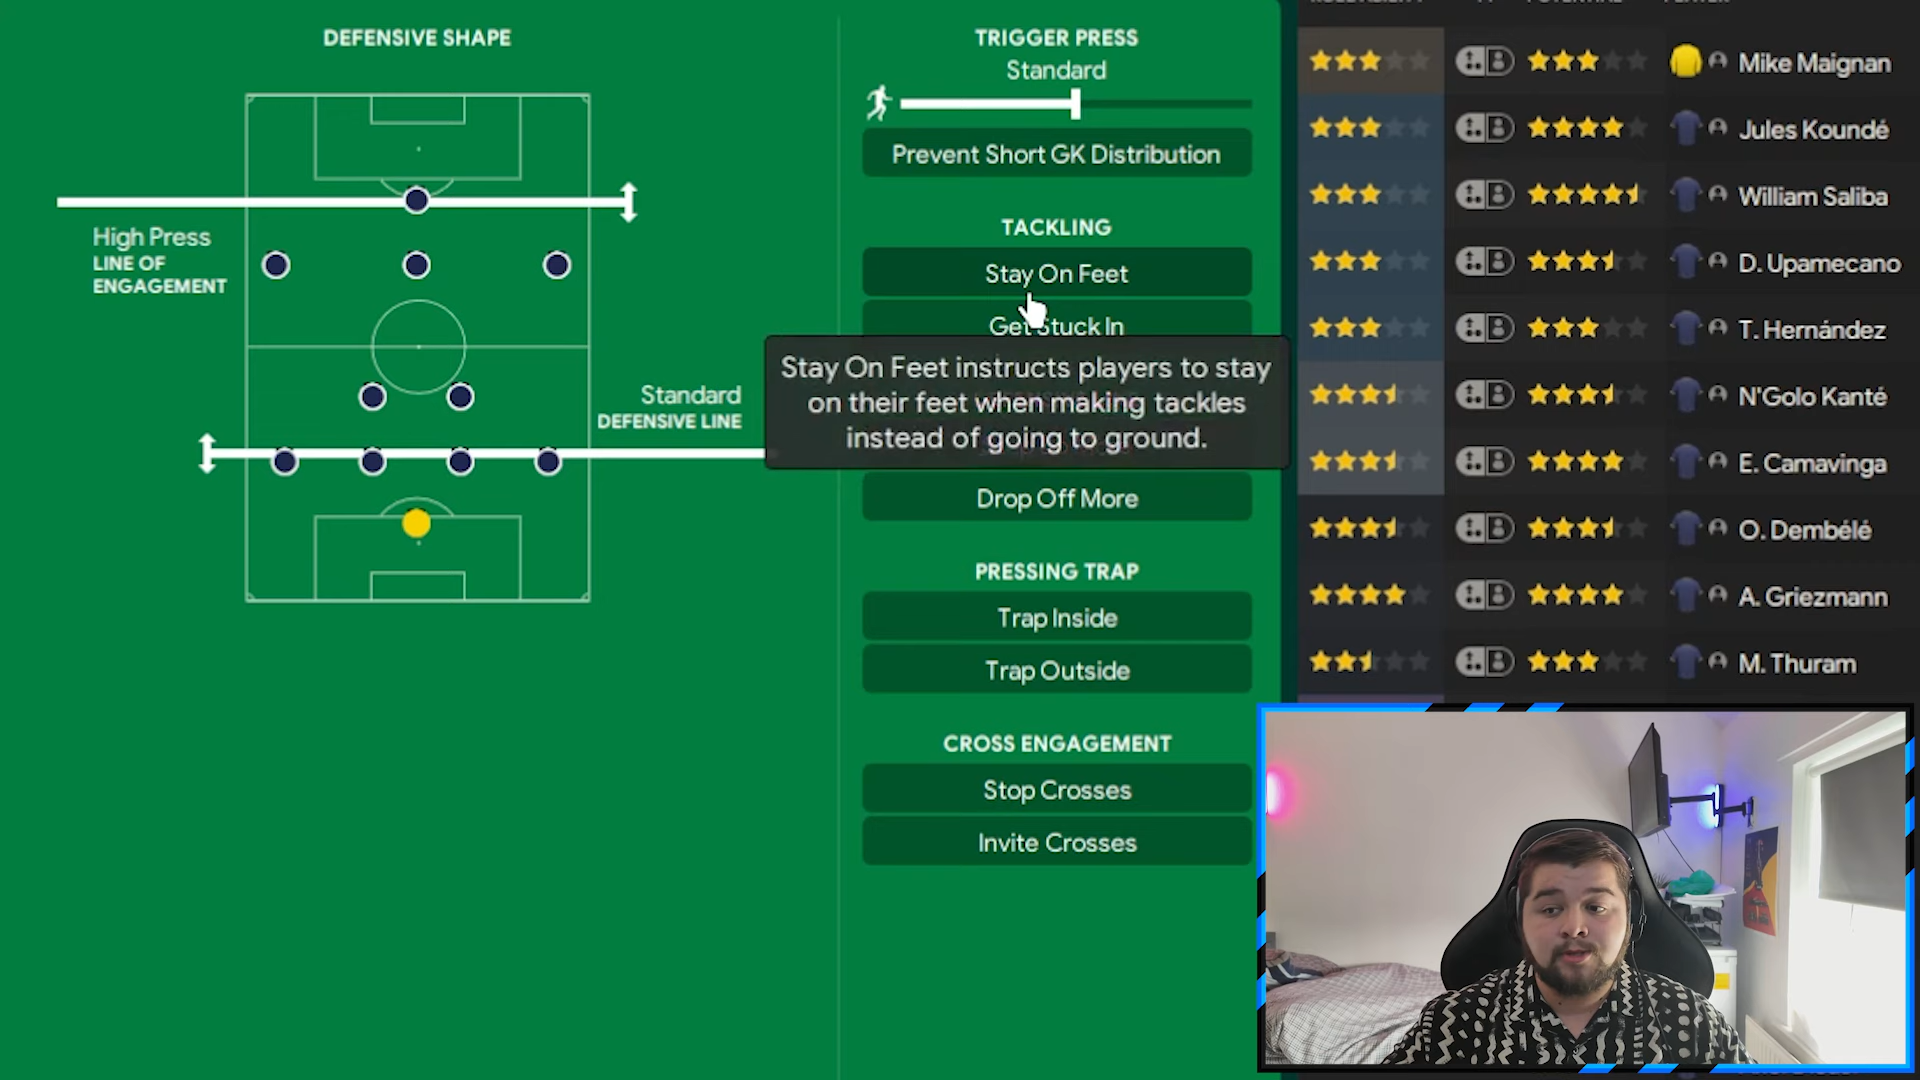 DEFENSIVE SHAPE
High Press
LINE OF
ENGAGEMENT
Standard
DEFENSIVE LINE
TRIGGER PRESS
Standard
Prevent Short GK Distribution
TACKLING
Stay On Feet
Get Stuck In
Stay On Feet instructs players to stay
on their feet when making tackles
instead of going to ground.
Drop Off More
PRESSING TRAP
Trap Inside
Trap Outside
CROSS ENGAGEMENT
Stop Crosses
Invite Crosses
Mike Maignan
Jules Koundé
William Saliba
D. Upamecano
T. Hernández
N'Golo Kanté
E. Camavinga
O. Dembélé
A. Griezmann
M. Thuram